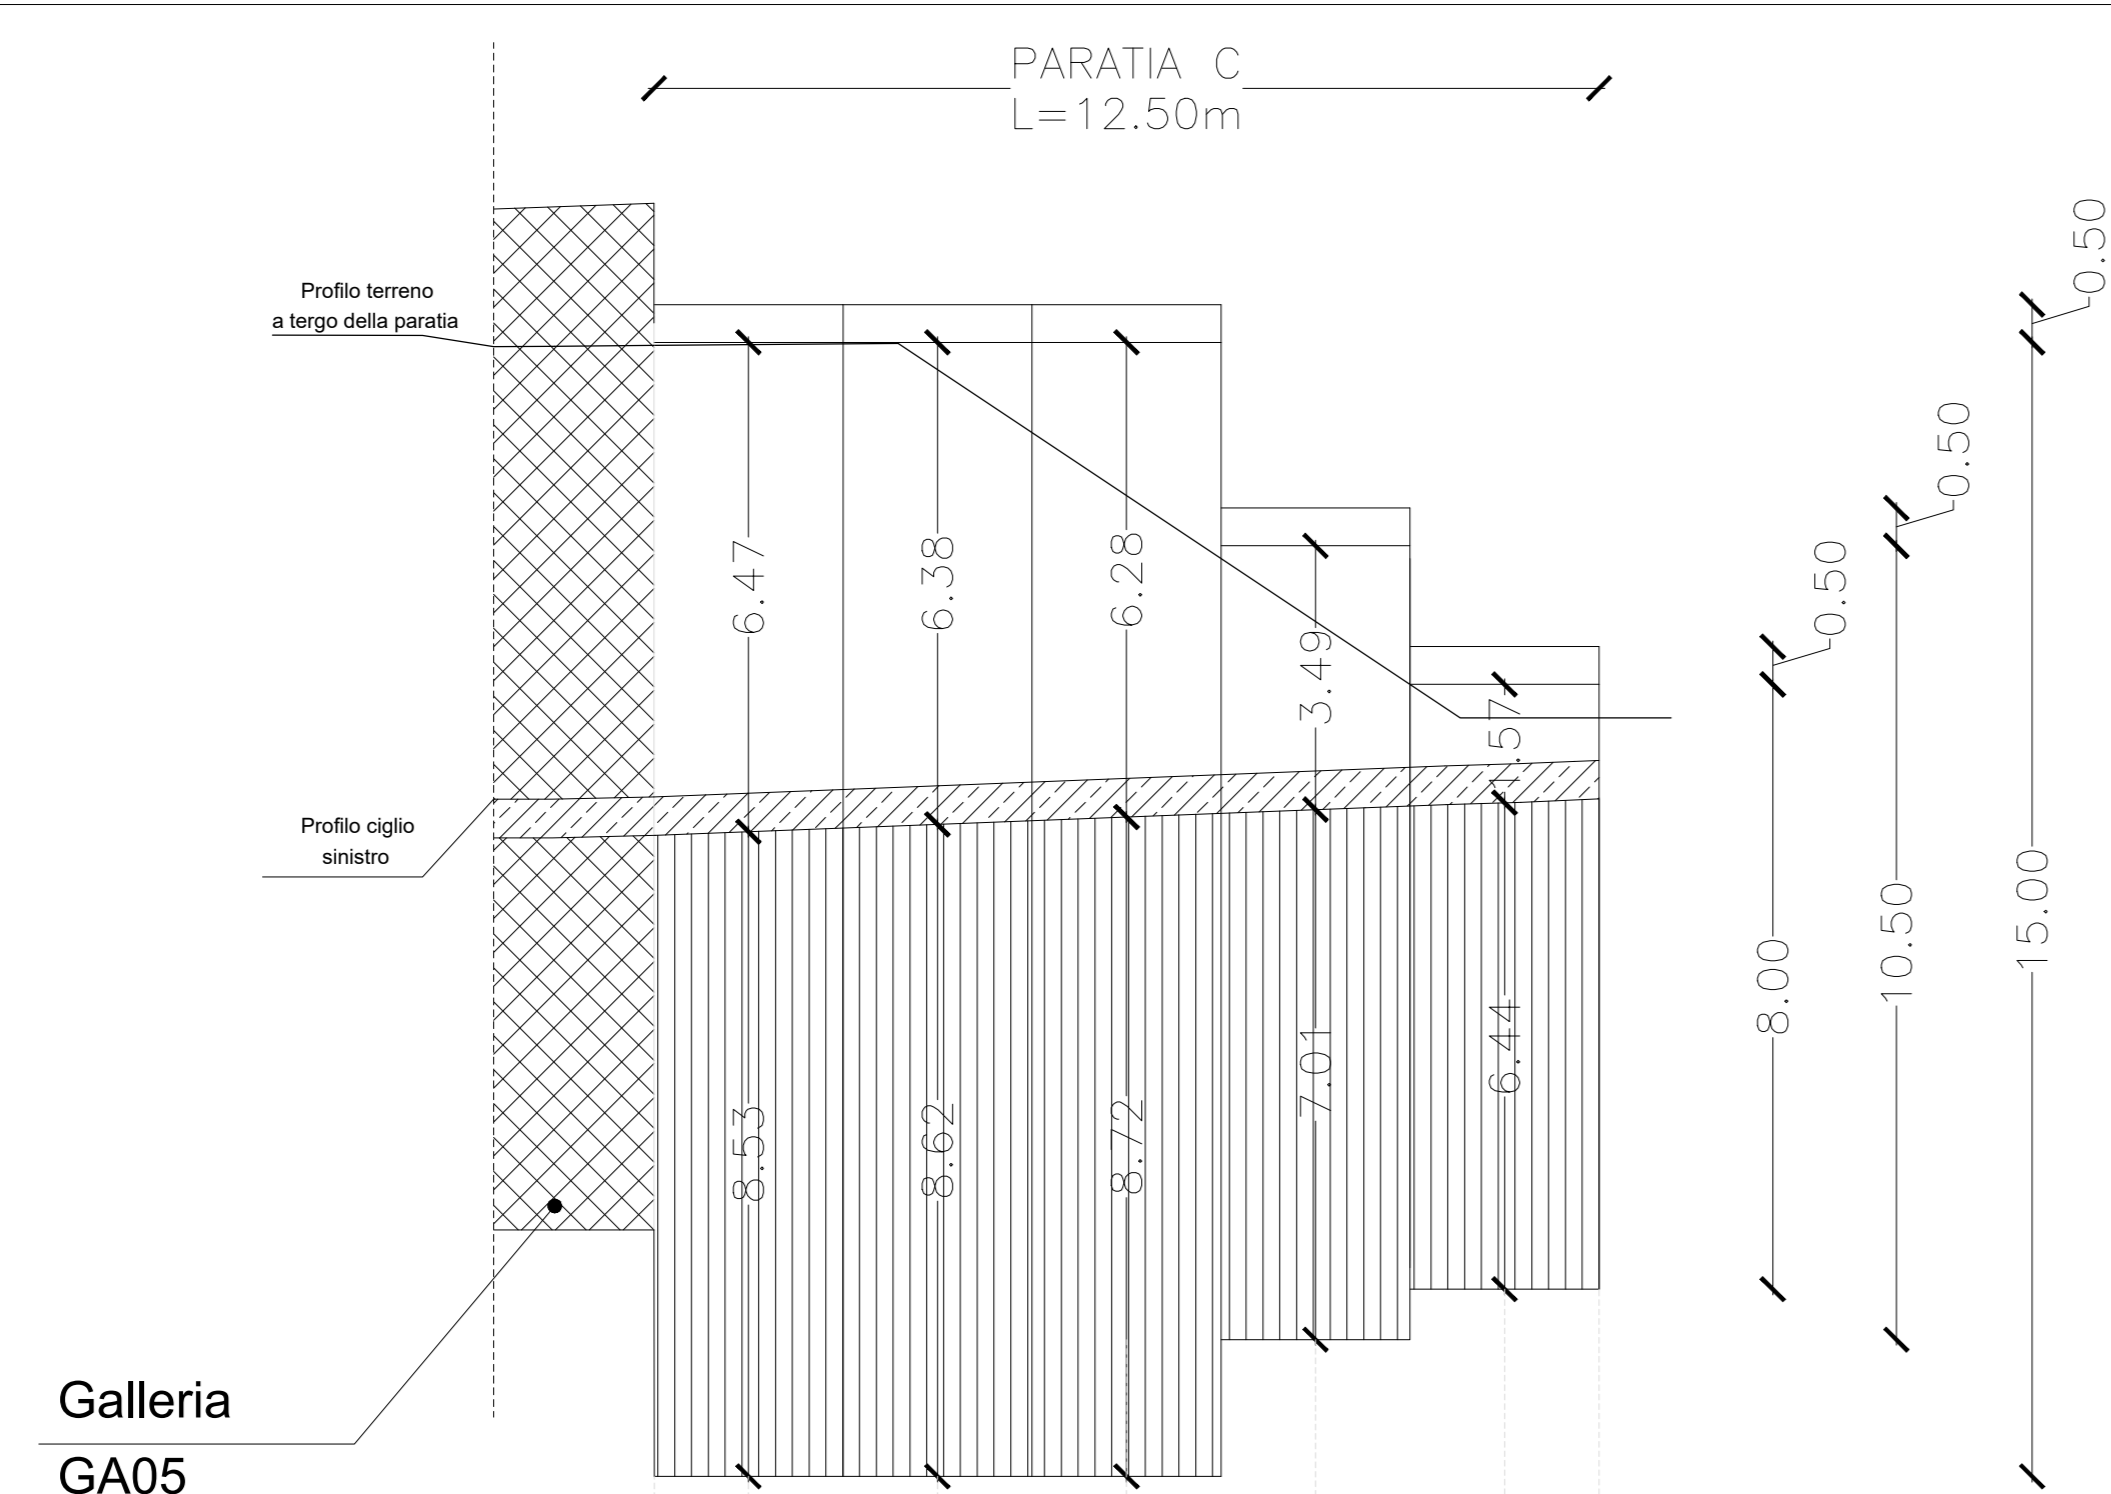 PARATIA C
L=12.50m
Profilo terreno
a tergo della paratia
0.50
0.50
0.50
6.47
6.38
6.28
3.49
1.57
Profilo ciglio
sinistro
8.53
8.62
8.72
7.01
6.44
8.00
10.50
15.00
Galleria
GA05